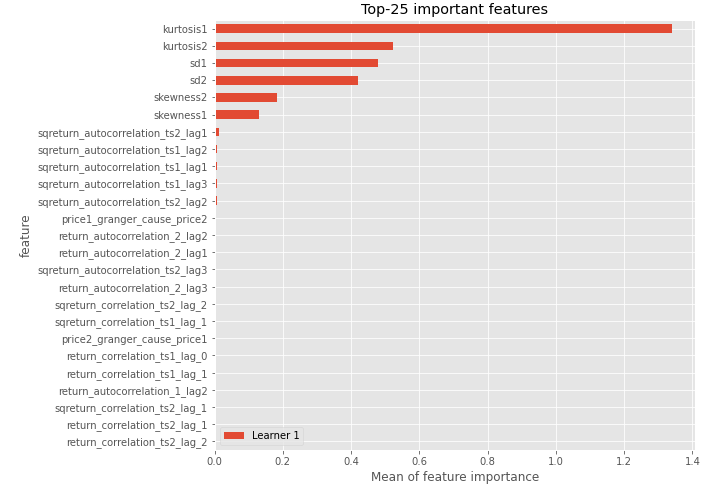 Top-25 important features
kurtosis1
kurtosis2
sd1
sd2
skewness2
skewness1
sqreturn_autocorrelation_ts2_lag1
sqreturn_autocorrelation_ts1_lag2
sqreturn_autocorrelation_ts1_lag1
sqreturn_autocorrelation_ts1_lag3
sqreturn_autocorrelation_ts2_lag2
price1_granger_cause_price2
return_autocorrelation_2_lag2
return_autocorrelation_2_lag1
sqreturn_autocorrelation_ts2_lag3
return_autocorrelation_2_lag3
sqreturn_correlation_ts2_lag_2
sqreturn_correlation_ts1_lag_1
price2_granger_cause_price1
return_correlation_ts1_lag_0
return_correlation_ts1_lag_1
return_autocorrelation_1_lag2
sqreturn_correlation_ts2_lag_1
return_correlation_ts2_lag_1
return_correlation_ts2_lag_2
feature
Learner 1
0.0 0.2 0.4 0.6 0.8 1.0 1.2 1.4
Mean of feature importance